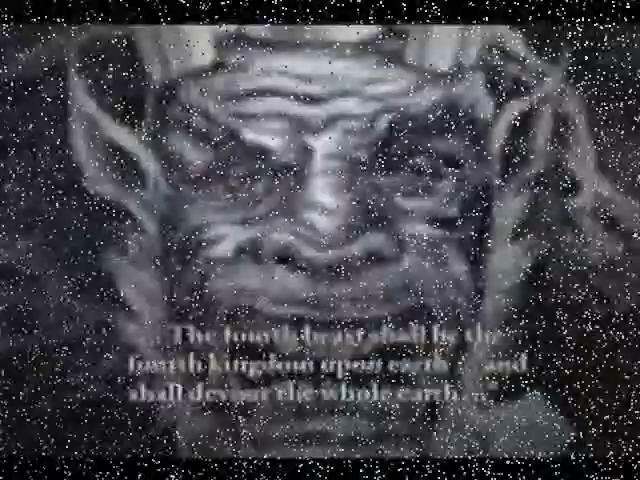 The fourth beast shall be the
fourth kingdom upon earth and
shall devour the whole earth.